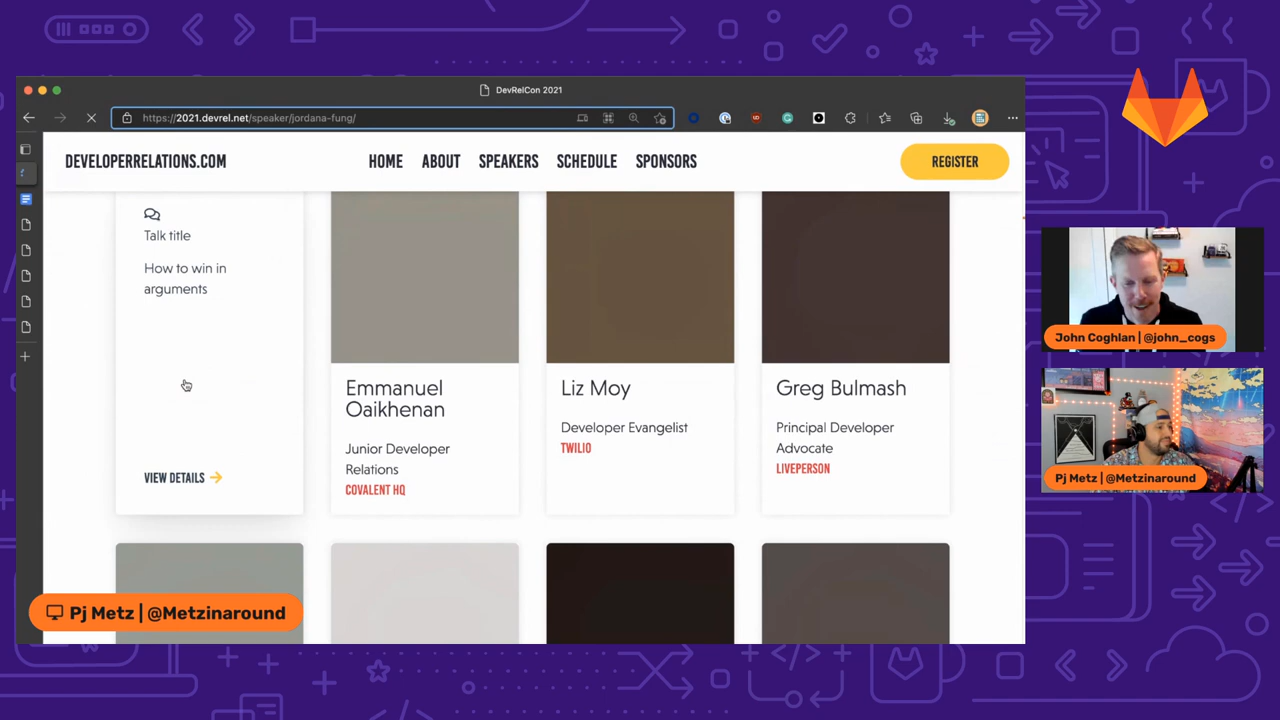 DevRelCon 2021
https://2021.devrel.net/speaker/jordana-fung/
DEVELOPERRELATIONS.COM
HOME
ABOUT
SPEAKERS
SCHEDULE
SPONSORS
REGISTER
Talk title
How to win in
arguments
VIEW DETAILS
Emmanuel
Oaikhenan
Junior Developer
Relations
COVALENT HQ
Liz Moy
Developer Evangelist
TWILIO
Greg Bulmash
Principal Developer
Advocate
LIVEPERSON
John Coghlan | @john_cogs
Pj Metz | @Metzinaround
Pj Metz | @Metzinaround